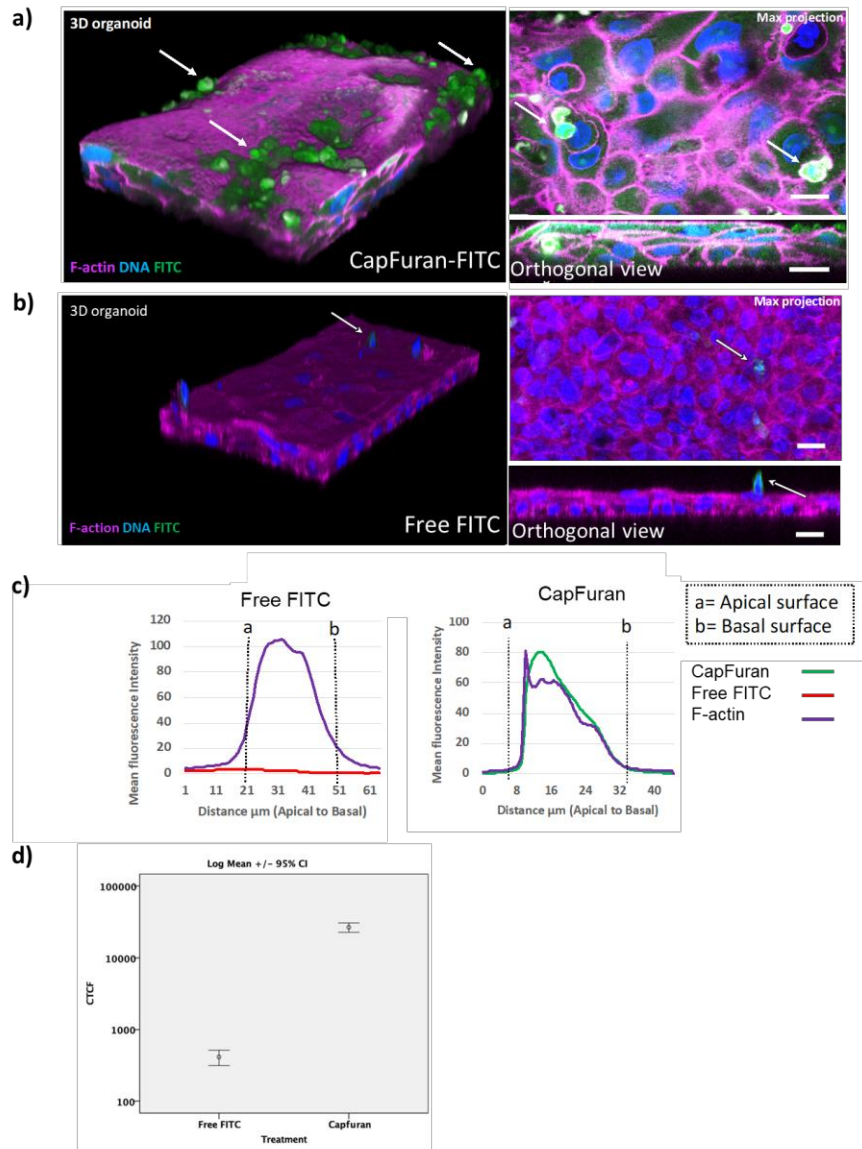 a)
3D organoid
F-actin DNA FITC
CapFuran-FITC
Max projection
Orthogonal view
b)
3D organoid
F-action DNA FITC
Free FITC
Max projection
Orthogonal view
c)
Free FITC
Mean fluorescence Intensity
120
100
80
60
40
20
0
a
b
1 11 21 31 41 51 61
Distance µm (Apical to Basal)
CapFuran
Mean fluorescence Intensity
100
80
60
40
20
0
a
b
0 8 16 24 32 40
Distance µm (Apical to Basal)
a= Apical surface
b= Basal surface
CapFuran
Free FITC
F-actin
d)
Log Mean +/- 95% CI
CTCF
100000
10000
1000
100
Free FITC Capfuran
Treatment